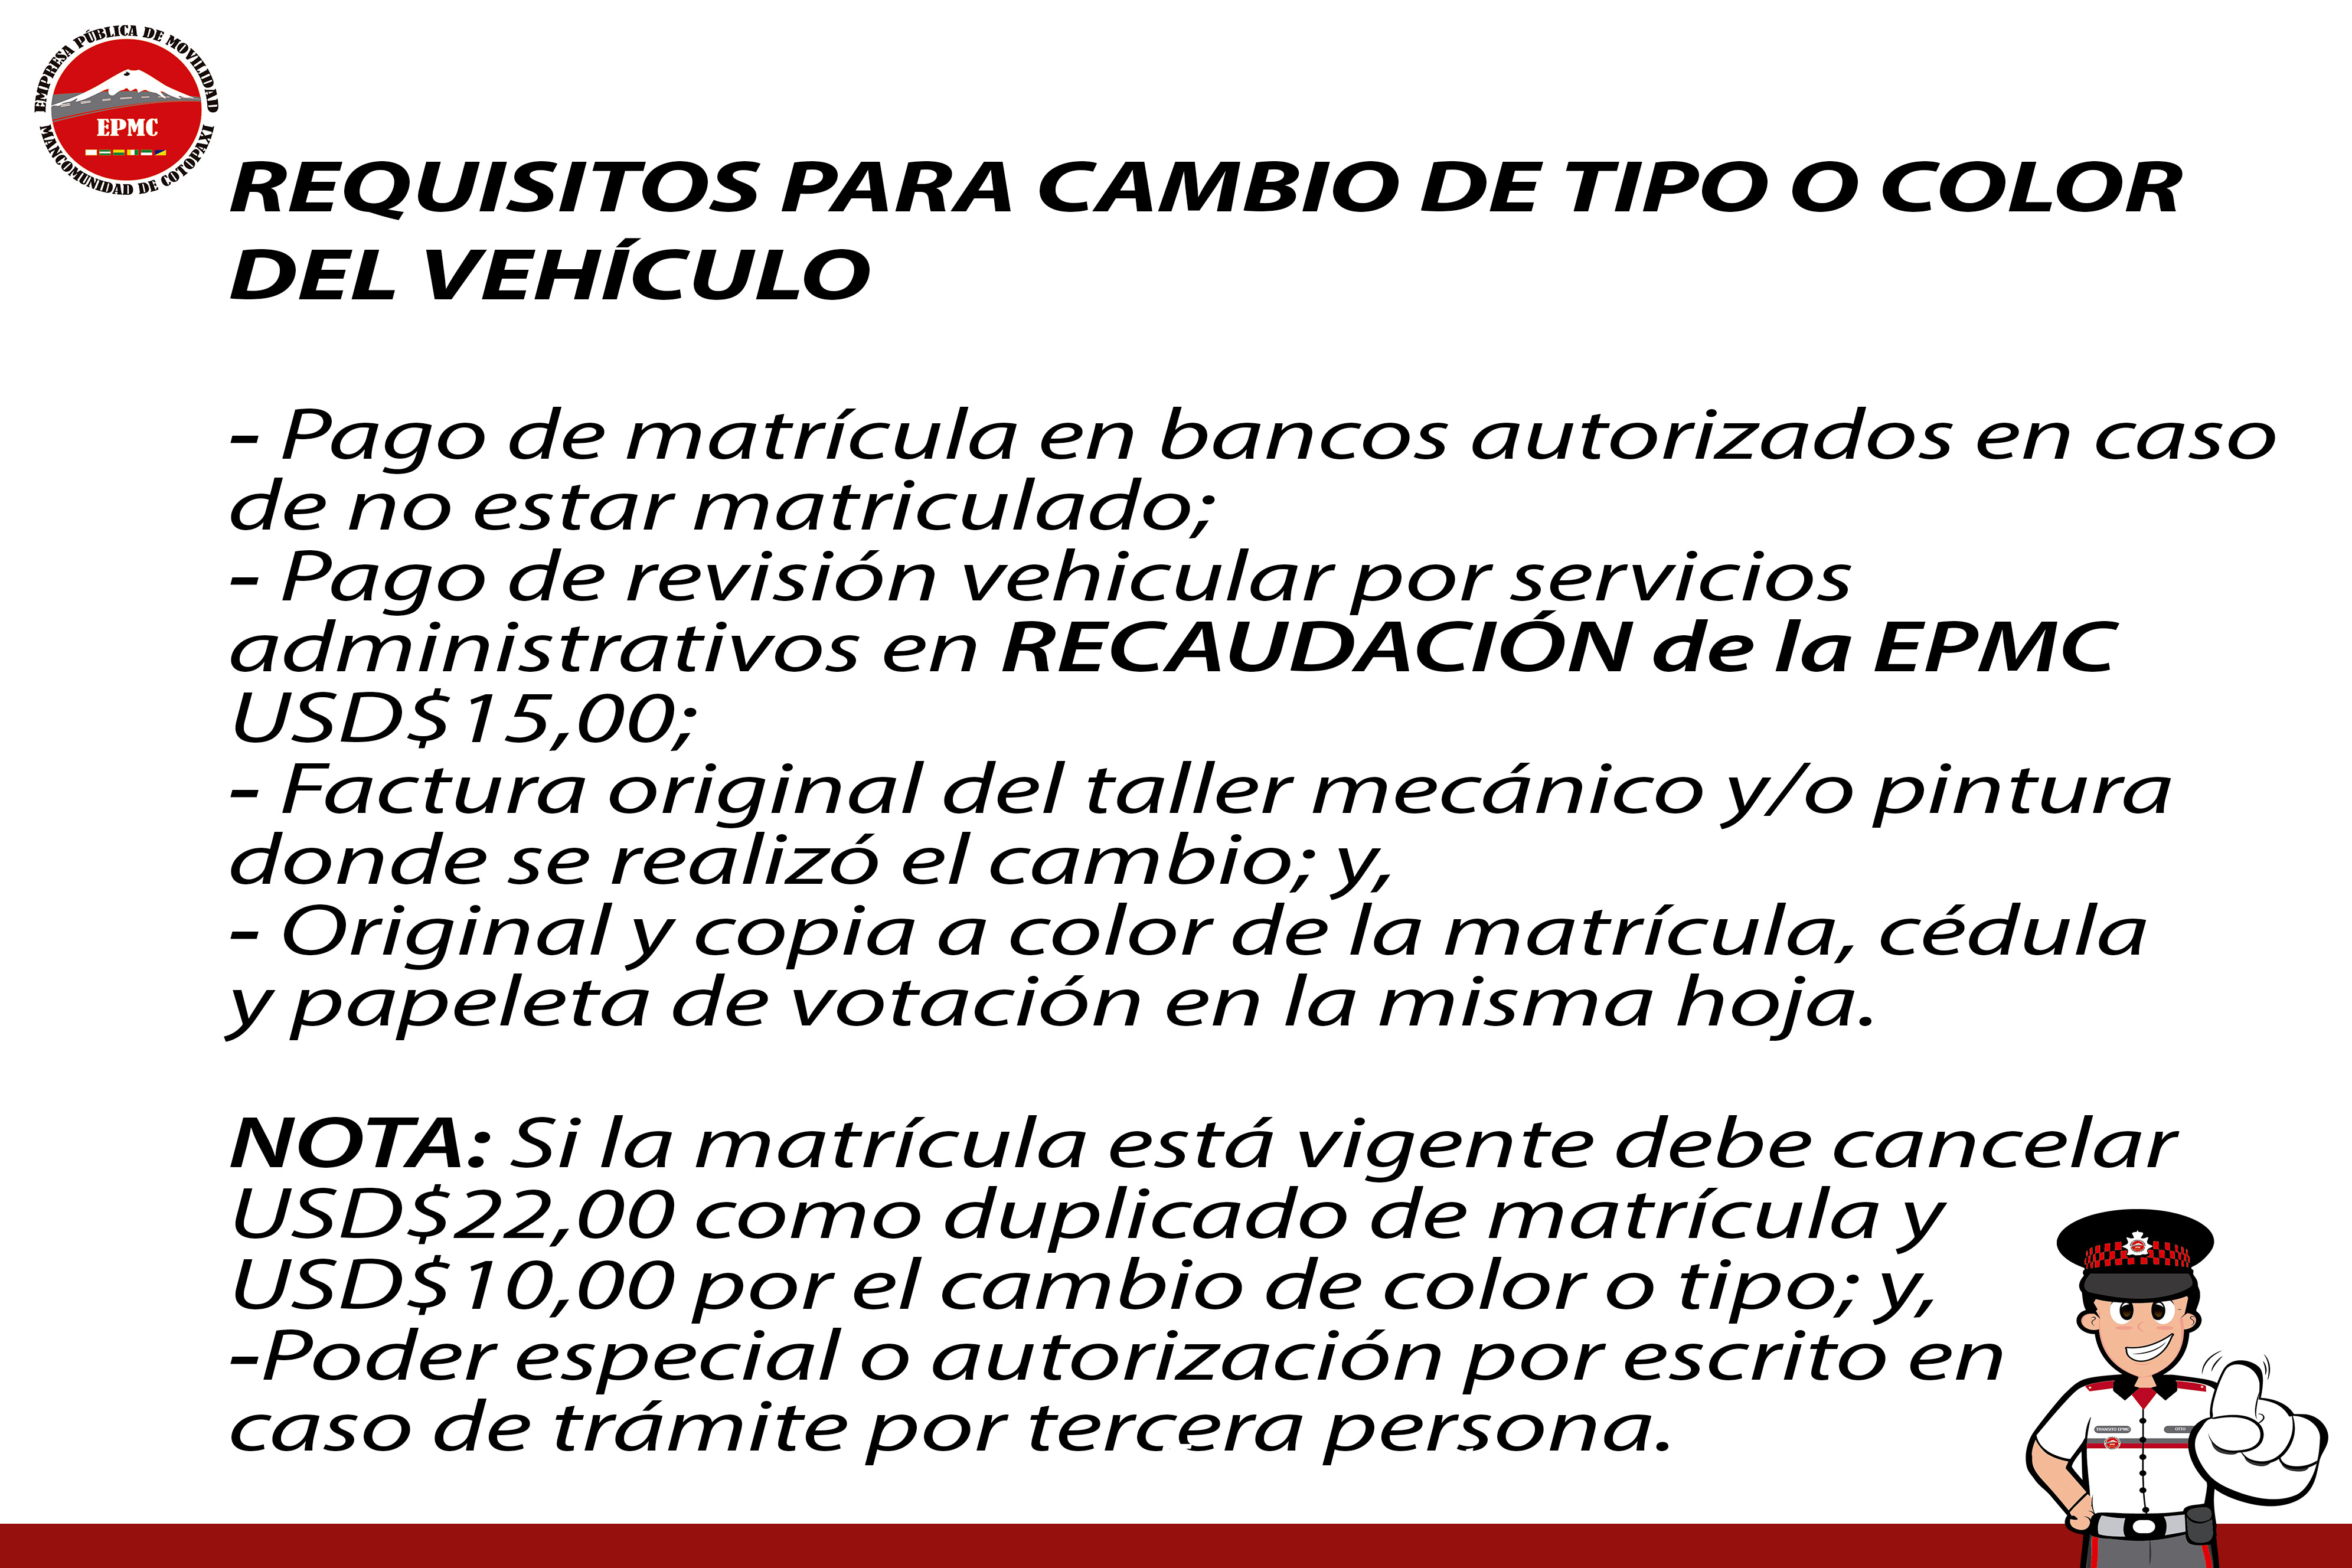 EMPRESA PÚBLICA DE MOVILIDAD
EPMC
MANCOMUNIDAD DE COTOPAXI
REQUISITOS PARA CAMBIO DE TIPO O COLOR
DEL VEHÍCULO
- Pago de matrícula en bancos autorizados en caso
de no estar matriculado;
- Pago de revisión vehicular por servicios
administrativos en RECAUDACIÓN de la EPMC
USD$15,00;
- Factura original del taller mecánico y/o pintura
donde se realizó el cambio; y,
- Original y copia a color de la matrícula, cédula
y papeleta de votación en la misma hoja.
NOTA: Si la matrícula está vigente debe cancelar
USD$22,00 como duplicado de matrícula y
USD$10,00 por el cambio de color o tipo; y,
-Poder especial o autorización por escrito en
caso de trámite por tercera persona.
TRANSITO EPMC